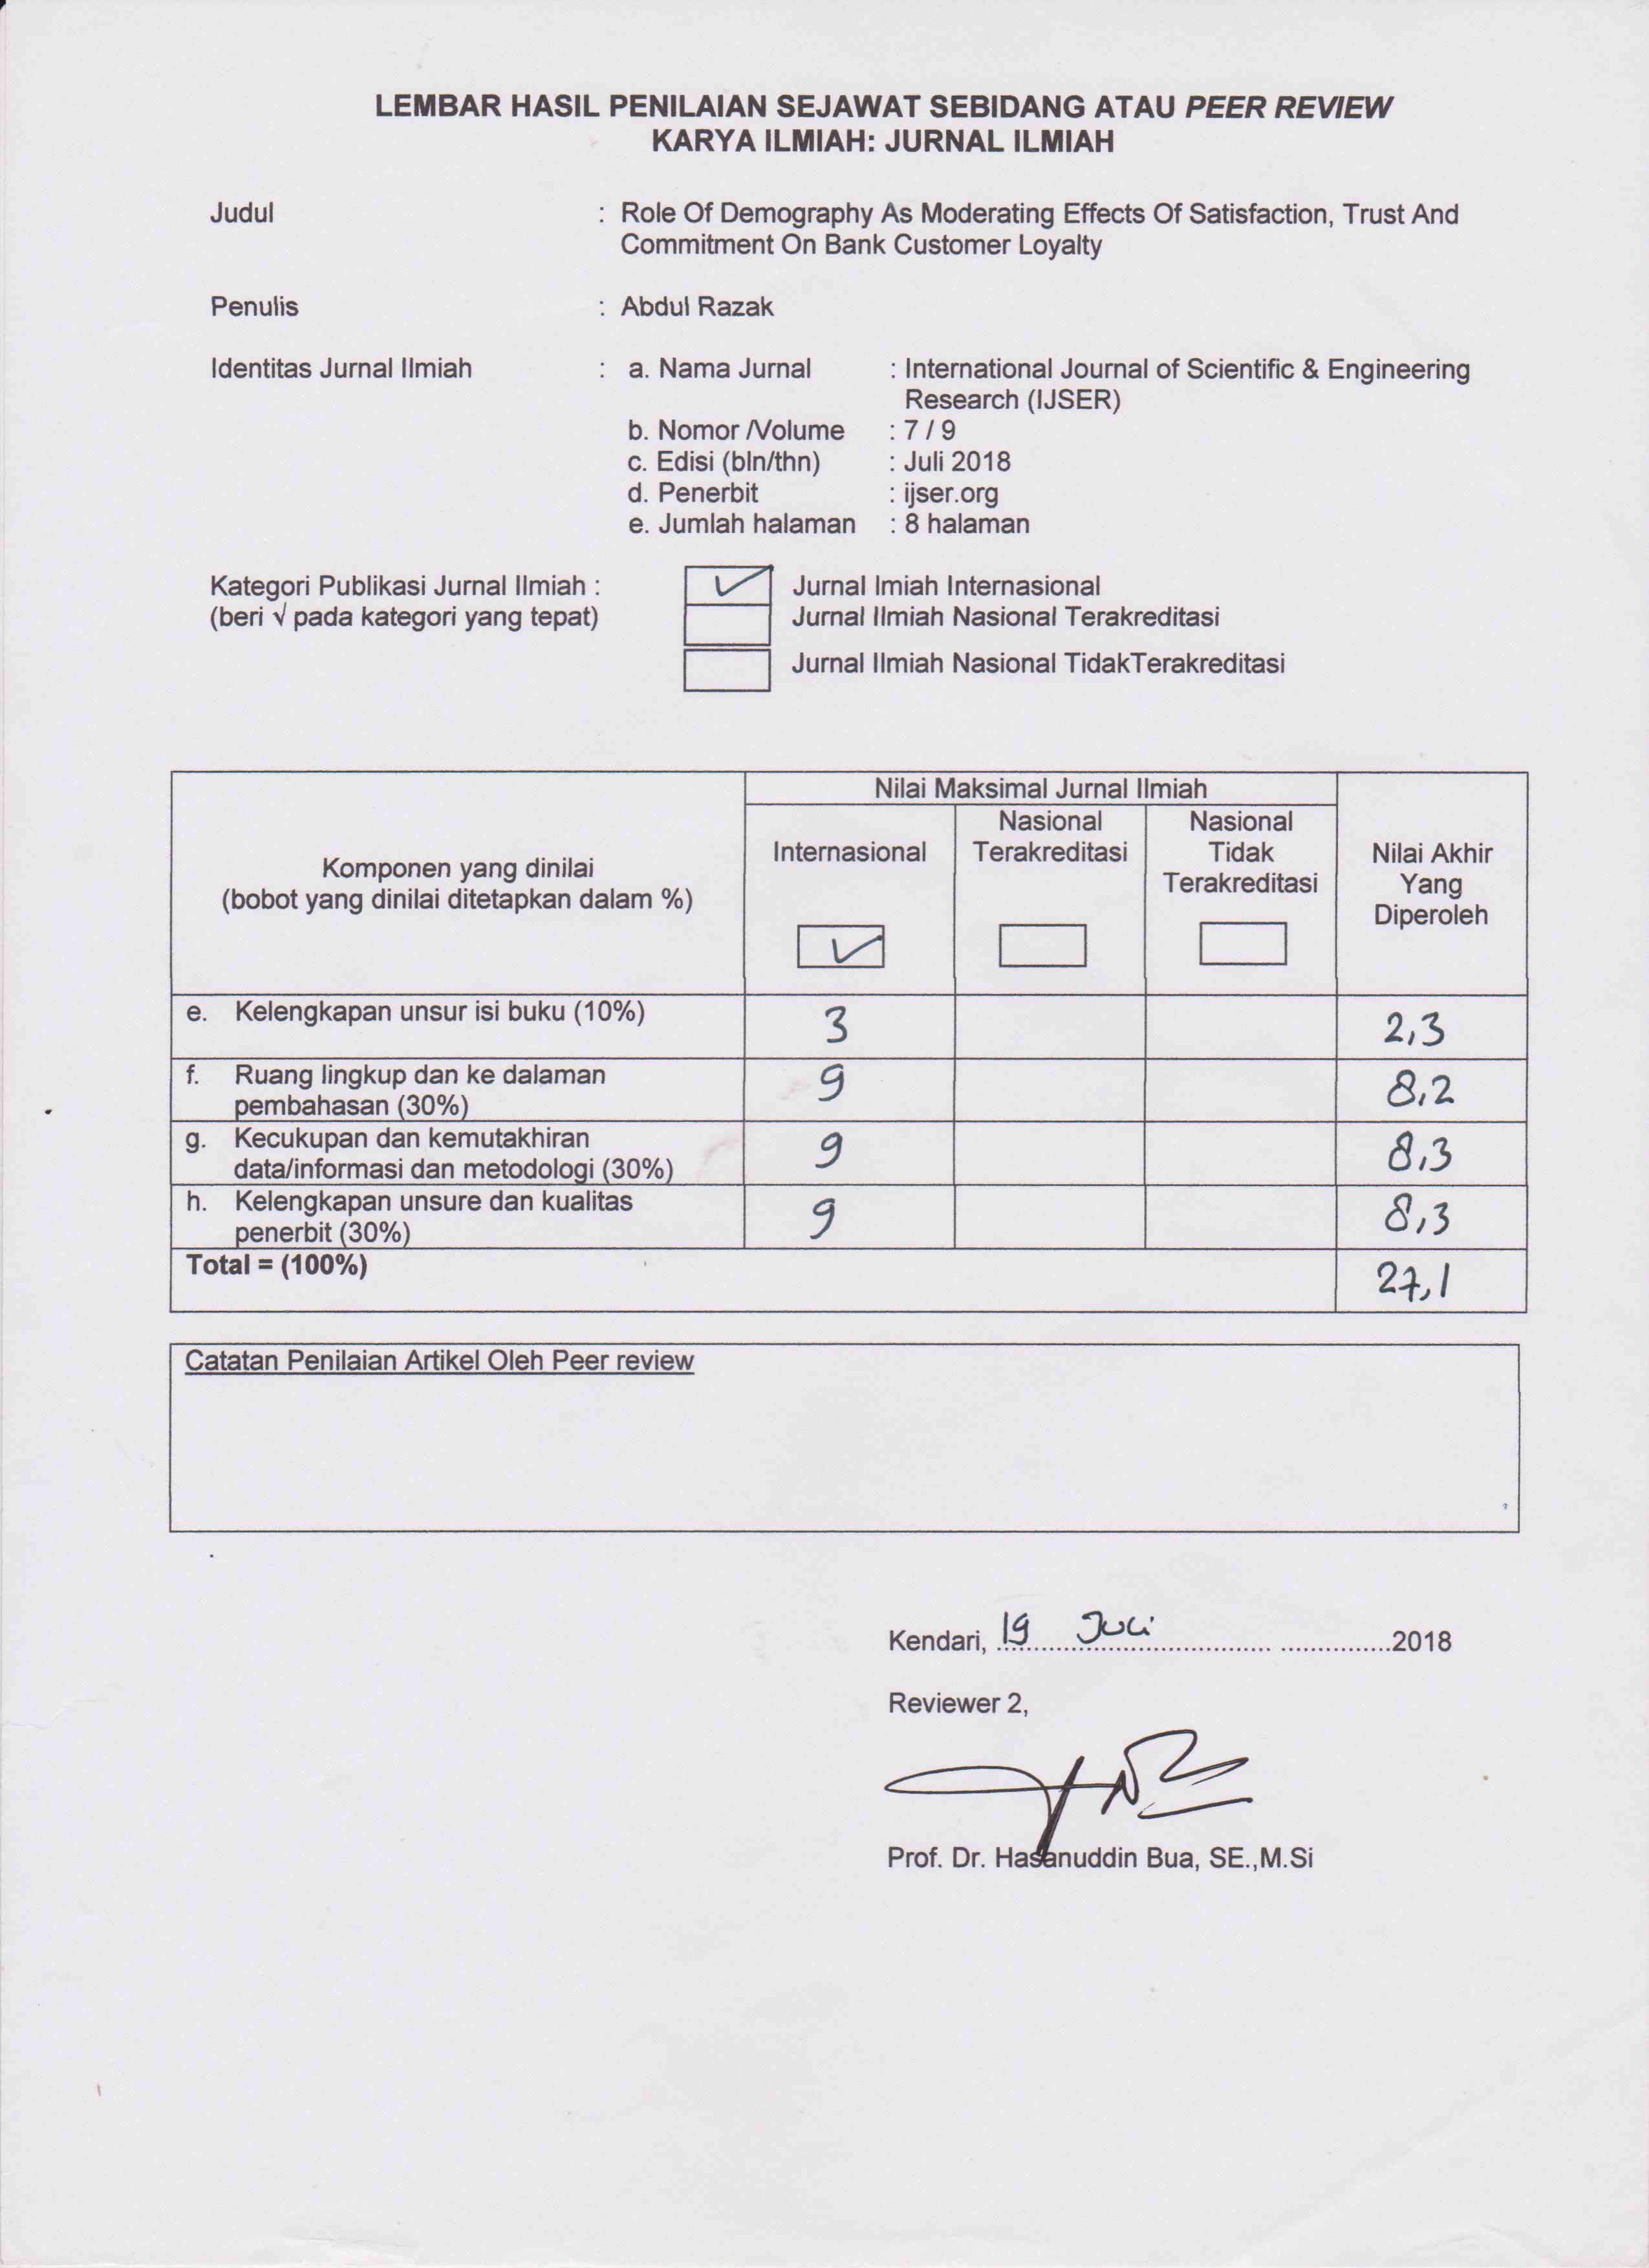 LEMBAR HASIL PENILAIAN SEJAWAT SEBIDANG ATAU PEER REVIEW
KARYA ILMIAH: JURNAL ILMIAH
Judul : Role Of Demography As Moderating Effects Of Satisfaction, Trust And
Commitment On Bank Customer Loyalty
Penulis : Abdul Razak
Identitas Jurnal Ilmiah : a. Nama Jurnal : International Journal of Scientific & Engineering
Research (IJSER)
b. Nomor /Volume : 7 / 9
c. Edisi (bln/thn) : Juli 2018
d. Penerbit : ijser.org
e. Jumlah halaman : 8 halaman
Kategori Publikasi Jurnal Ilmiah : ✓ Jurnal Imiah Internasional
(beri √ pada kategori yang tepat) Jurnal Ilmiah Nasional Terakreditasi
Jurnal Ilmiah Nasional TidakTerakreditasi
Komponen yang dinilai
(bobot yang dinilai ditetapkan dalam %)
Nilai Maksimal Jurnal Ilmiah
Internasional
✓
Nasional
Terakreditasi
Nasional
Tidak
Terakreditasi
Nilai Akhir
Yang
Diperoleh
e. Kelengkapan unsur isi buku (10%) 3 2,3
f. Ruang lingkup dan ke dalaman
pembahasan (30%) 9 8,2
g. Kecukupan dan kemutakhiran
data/informasi dan metodologi (30%) 9 8,3
h. Kelengkapan unsure dan kualitas
penerbit (30%) 9 8,3
Total = (100%) 27,1
Catatan Penilaian Artikel Oleh Peer review
Kendari, 19 Juli 2018
Reviewer 2,
Prof. Dr. Hasanuddin Bua, SE.,M.Si